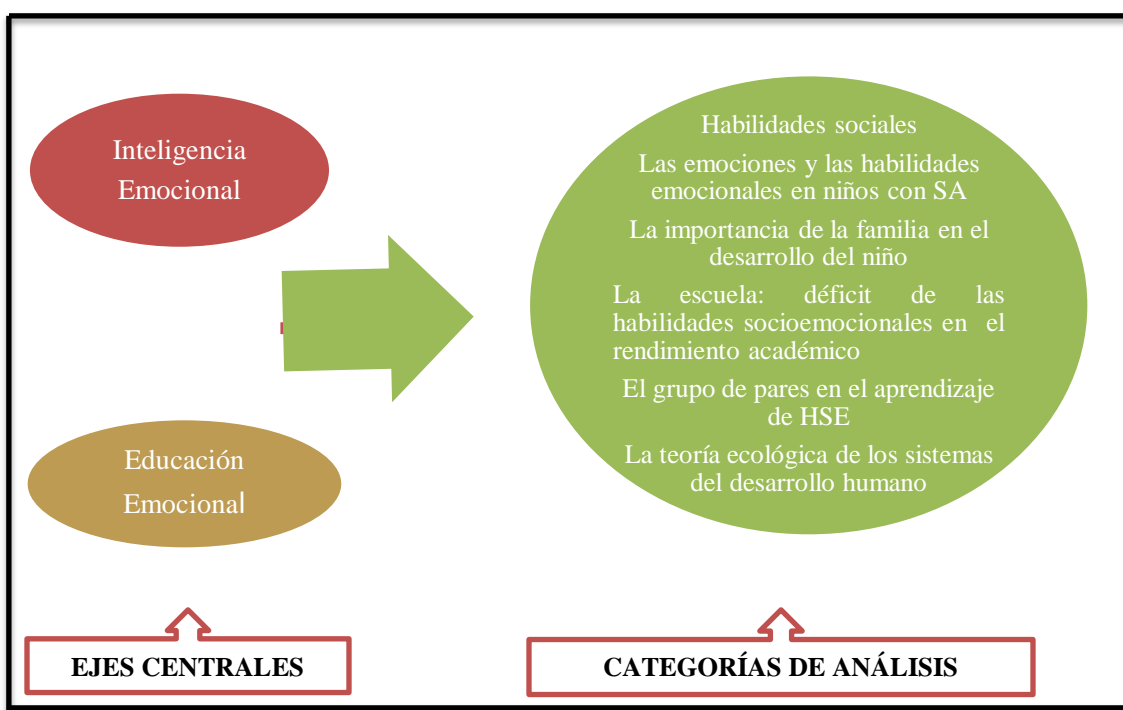 Inteligencia
Emocional
Educación
Emocional
Habilidades sociales
Las emociones y las habilidades
emocionales en niños con SA
La importancia de la familia en el
desarrollo del niño
La escuela: déficit de las
habilidades socioemocionales en el
rendimiento académico
El grupo de pares en el aprendizaje
de HSE
La teoría ecológica de los sistemas
del desarrollo humano
EJES CENTRALES
CATEGORÍAS DE ANÁLISIS